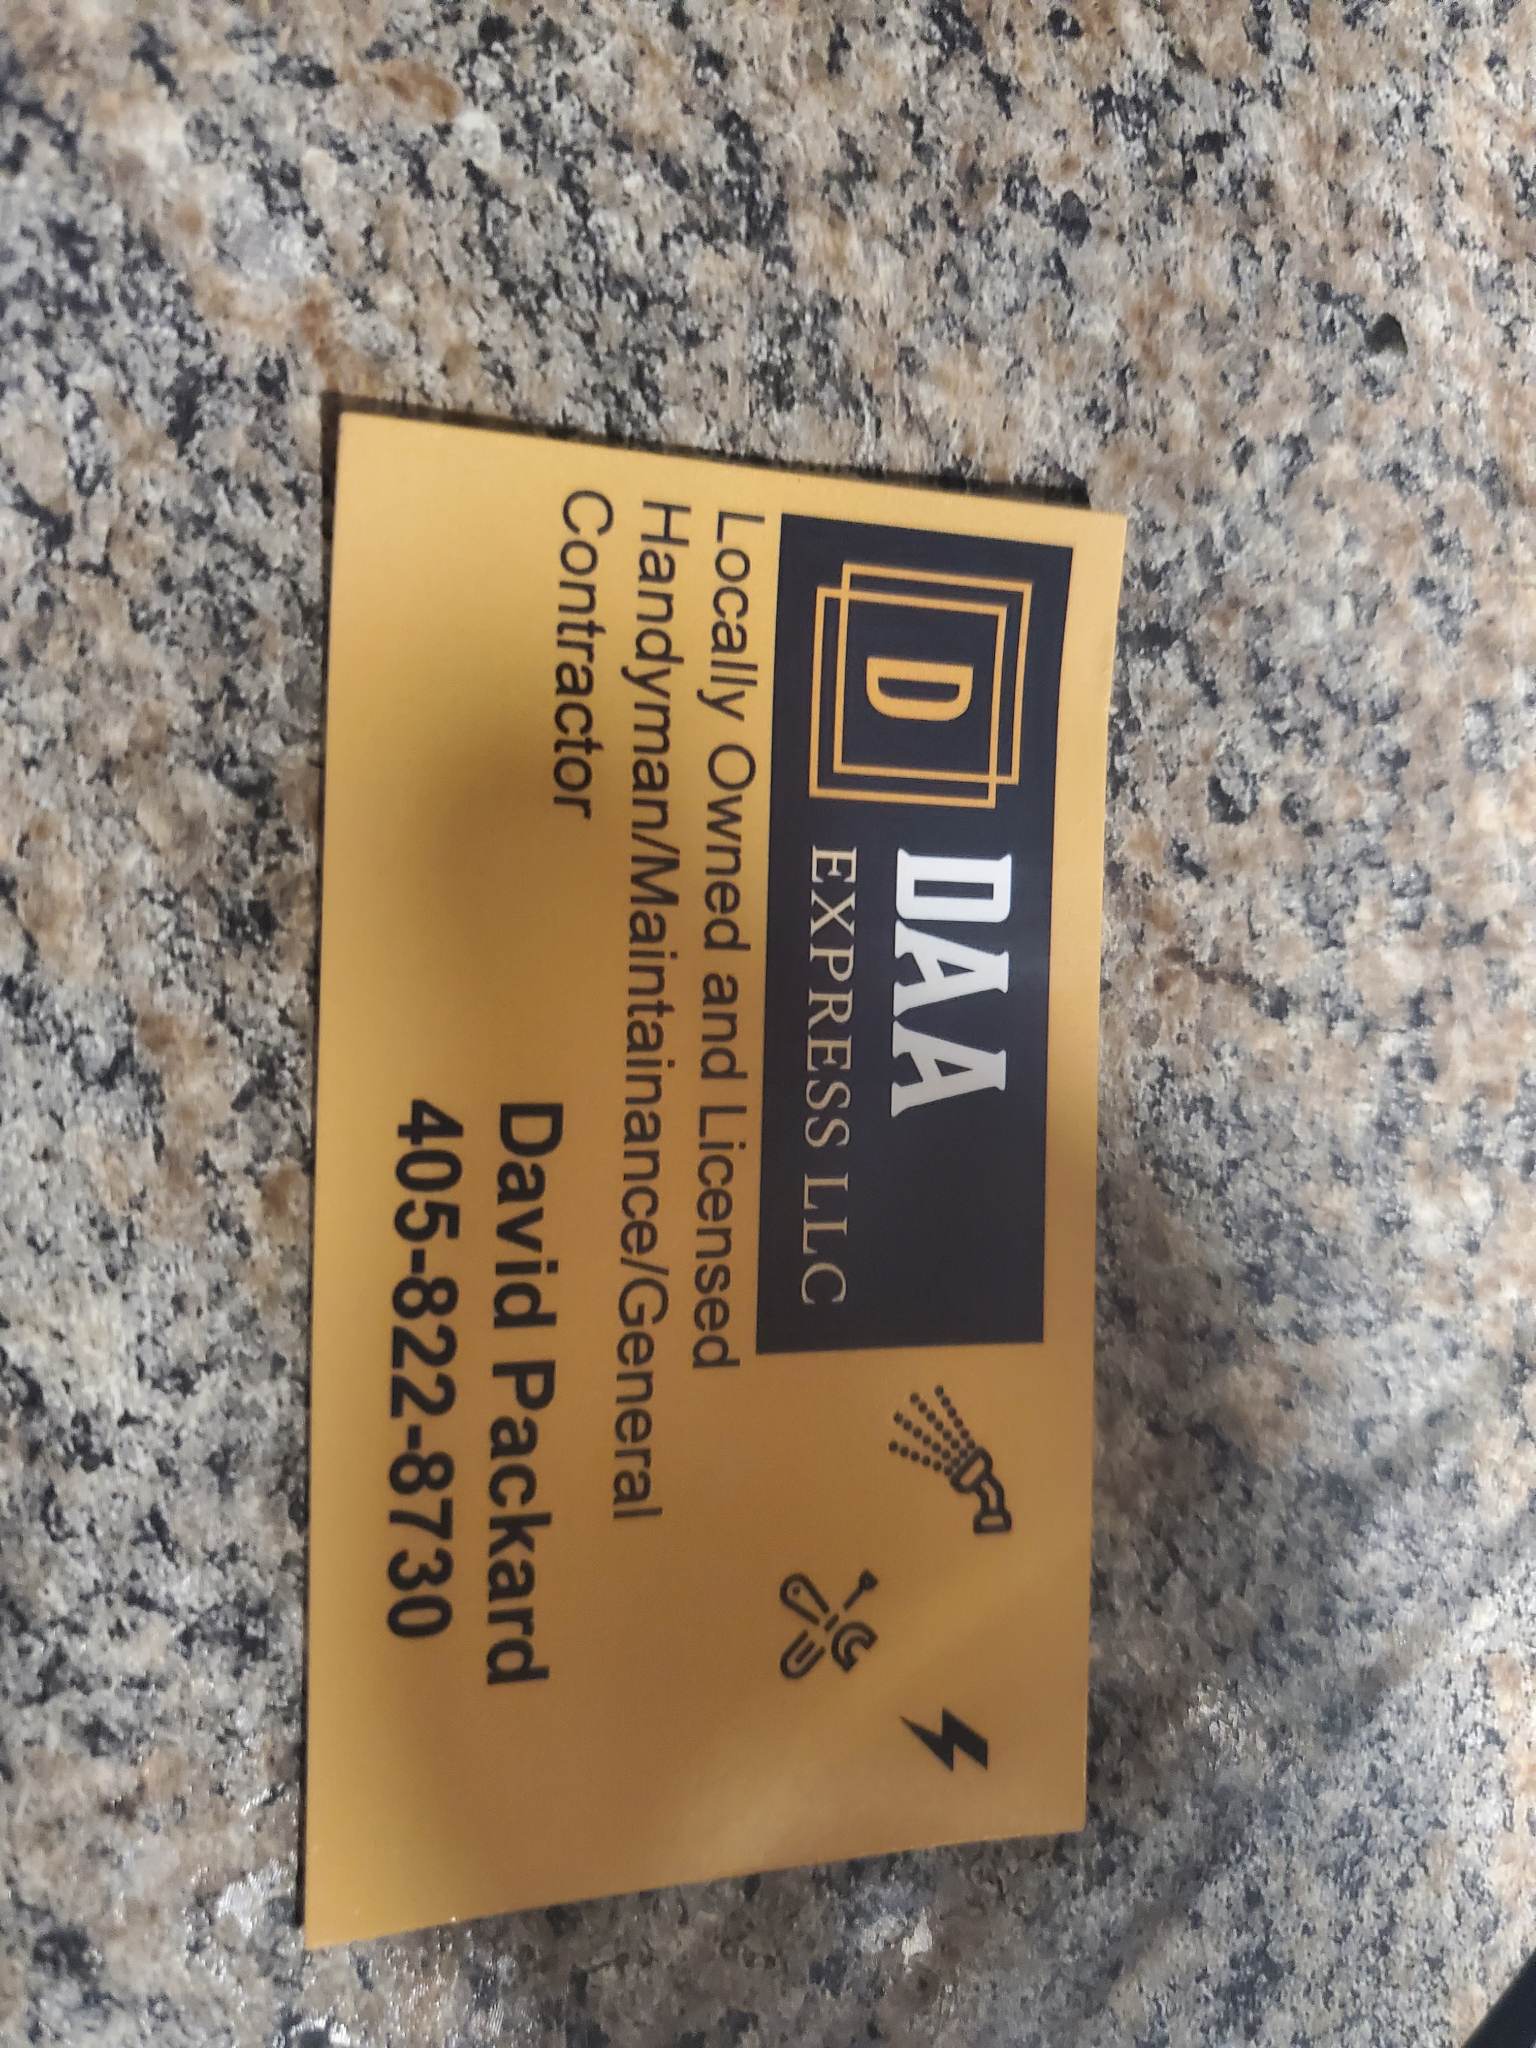 D
DAA
EXPRESS LLC
Locally Owned and Licensed
Handyman/Maintainance/General
Contractor
David Packard
405-822-8730